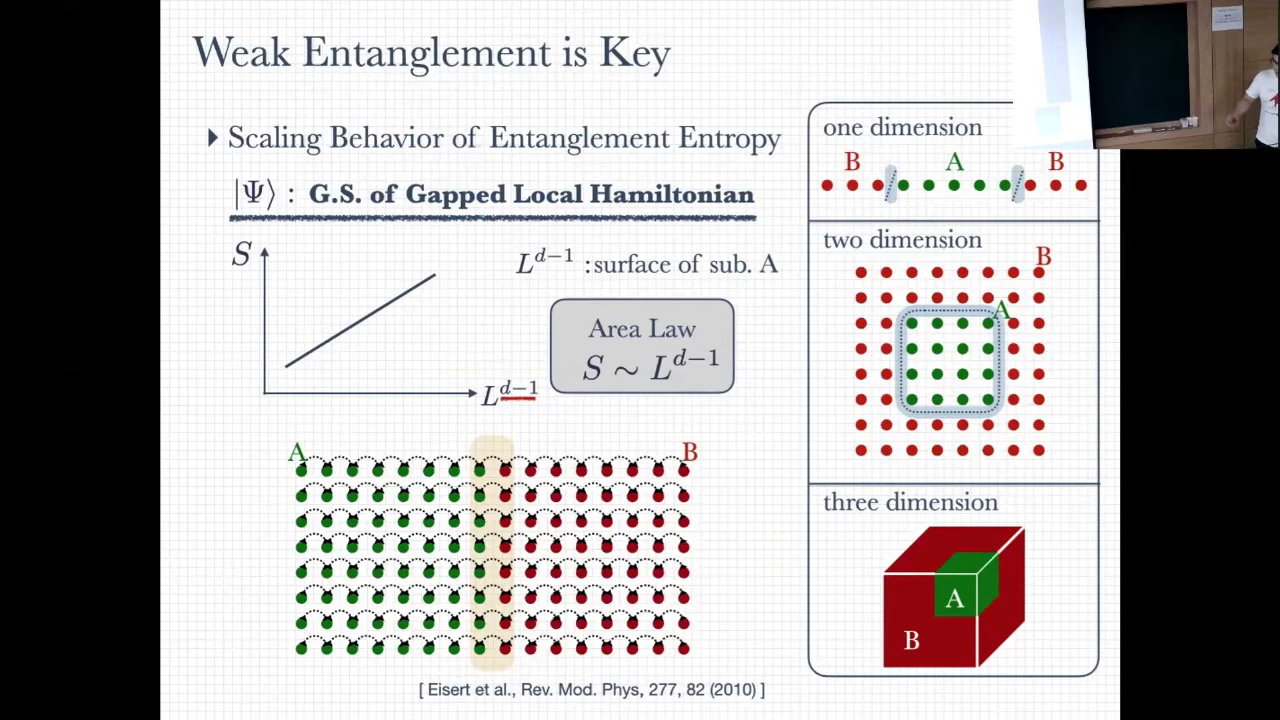 Weak Entanglement is Key
Scaling Behavior of Entanglement Entropy
|Ψ⟩ : G.S. of Gapped Local Hamiltonian
S
L^{d-1}
L^{d-1} : surface of sub. A
Area Law
S ∼ L^{d-1}
A
B
[ Eisert et al., Rev. Mod. Phys, 277, 82 (2010) ]
one dimension
B A B
two dimension
B
A
three dimension
A
B